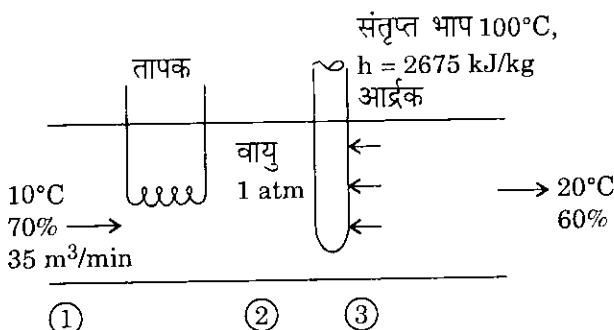 संतृप्त भाप 100°C,
h = 2675 kJ/kg
आर्द्रक
तापक
वायु
1 atm
10°C
70%
35 m³/min
20°C
60%
① ② ③